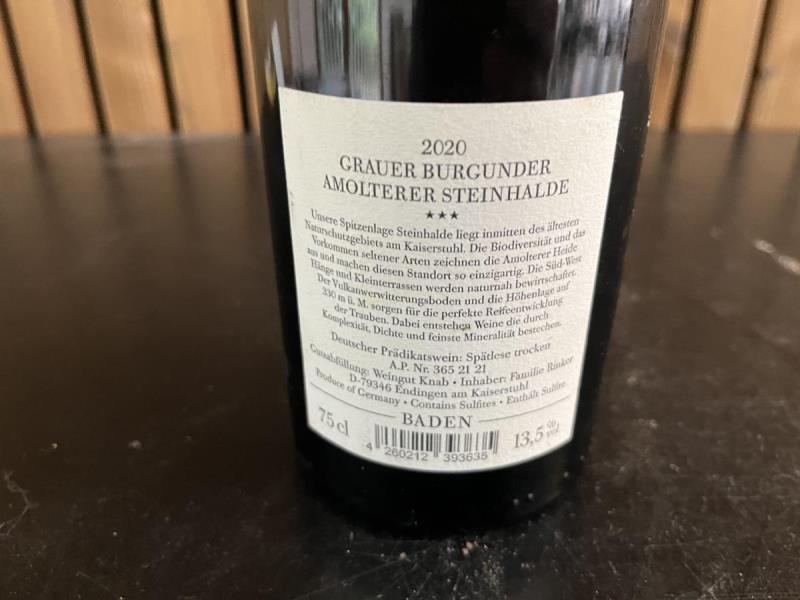 2020
GRAUER BURGUNDER
AMOLTERER STEINHALDE
★★★
Unsere Spitzenlage Steinhalde liegt inmitten des ältesten
Naturschutzgebiets am Kaiserstuhl. Die Biodiversität und das
Vorkommen seltener Arten zeichnen die Amolterer Heide
aus und machen diesen Standort so einzigartig. Die Süd-West
Hänge und Kleinterrassen werden naturnah bewirtschaftet.
Der Vulkanverwitterungsboden und die Höhenlage auf
330 m ü. M. sorgen für die perfekte Reifeentwicklung
der Trauben. Dabei entstehen Weine die durch
Komplexität, Dichte und feinste Mineralität bestechen.
Deutscher Prädikatswein: Spätlese trocken
A.P. Nr. 365 21 21
Gutsabfüllung: Weingut Knab • Inhaber: Familie Rinker
D-79346 Endingen am Kaiserstuhl
Produce of Germany • Contains Sulfites • Enthält Sulfite
BADEN
75 cl
13,5 % vol
4 260212 393635